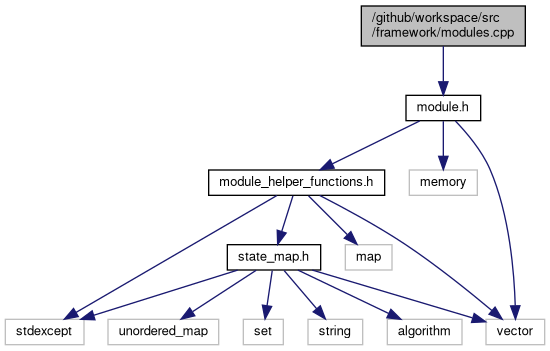 /github/workspace/src
/framework/modules.cpp
module.h
module_helper_functions.h
memory
state_map.h
map
stdexcept
unordered_map
set
string
algorithm
vector